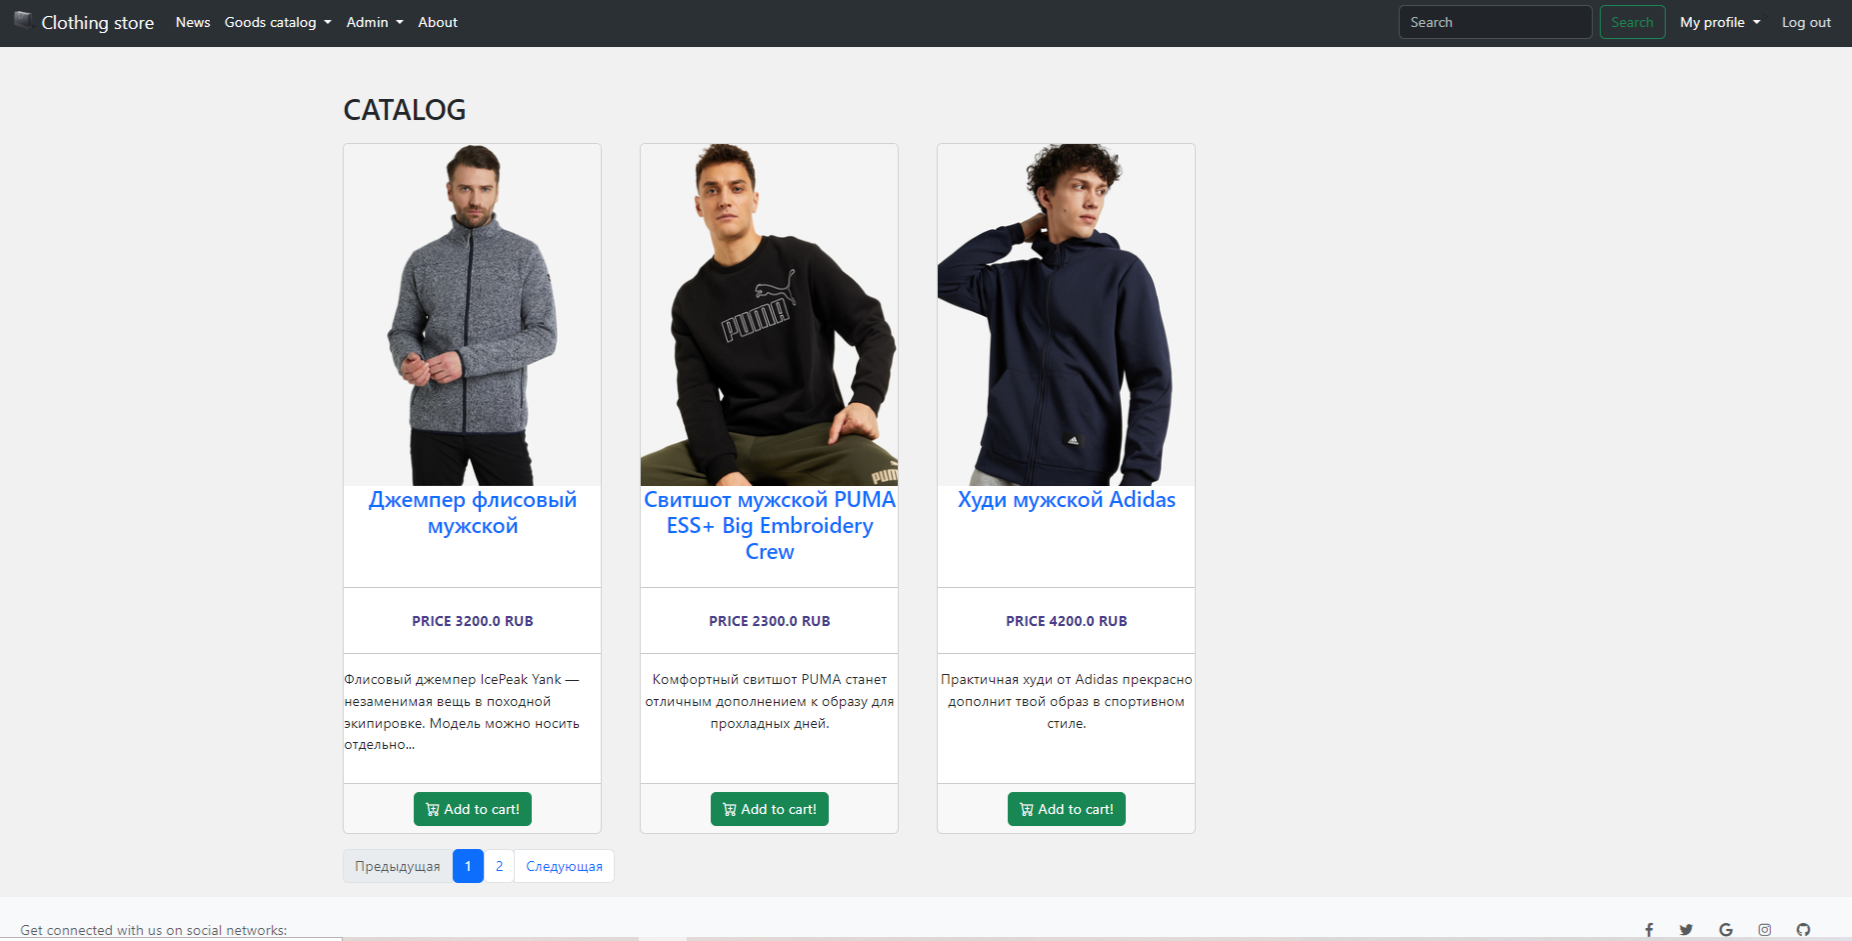 Clothing store News Goods catalog Admin About Search Search My profile Log out
CATALOG
PUMA
PUM
Джемпер флисовый
мужской
PRICE 3200.0 RUB
Флисовый джемпер IcePeak Yank —
незаменимая вещь в походной
экипировке. Модель можно носить
отдельно...
Add to cart!
Свитшот мужской PUMA
ESS+ Big Embroidery
Crew
PRICE 2300.0 RUB
Комфортный свитшот PUMA станет
отличным дополнением к образу для
прохладных дней.
Add to cart!
Худи мужской Adidas
PRICE 4200.0 RUB
Практичная худи от Adidas прекрасно
дополнит твой образ в спортивном
стиле.
Add to cart!
Предыдущая 1 2 Следующая
Get connected with us on social networks: